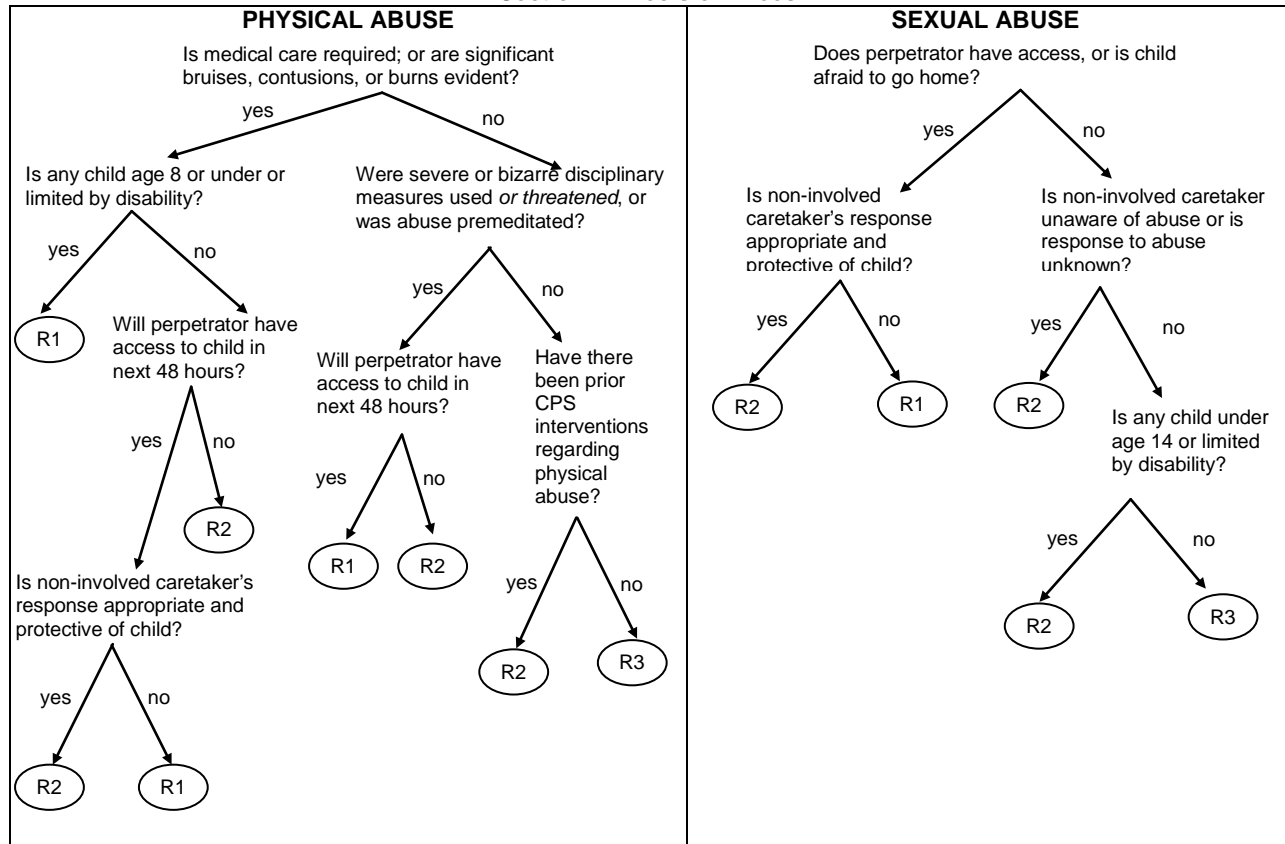 PHYSICAL ABUSE
Is medical care required; or are significant
bruises, contusions, or burns evident?
yes
no
Is any child age 8 or under or
limited by disability?
Were severe or bizarre disciplinary
measures used or threatened, or
was abuse premeditated?
yes
no
R1
Will perpetrator have
access to child in
next 48 hours?
yes
no
R2
Is non-involved caretaker's
response appropriate and
protective of child?
yes
no
R2
R1
yes
no
Will perpetrator have
access to child in
next 48 hours?
yes
no
R1
R2
Have there
been prior
CPS
interventions
regarding
physical
abuse?
yes
no
R2
R3
SEXUAL ABUSE
Does perpetrator have access, or is child
afraid to go home?
yes
no
Is non-involved
caretaker's response
appropriate and
protective of child?
yes
no
R2
R1
Is non-involved caretaker
unaware of abuse or is
response to abuse
unknown?
yes
no
R2
Is any child under
age 14 or limited
by disability?
yes
no
R2
R3